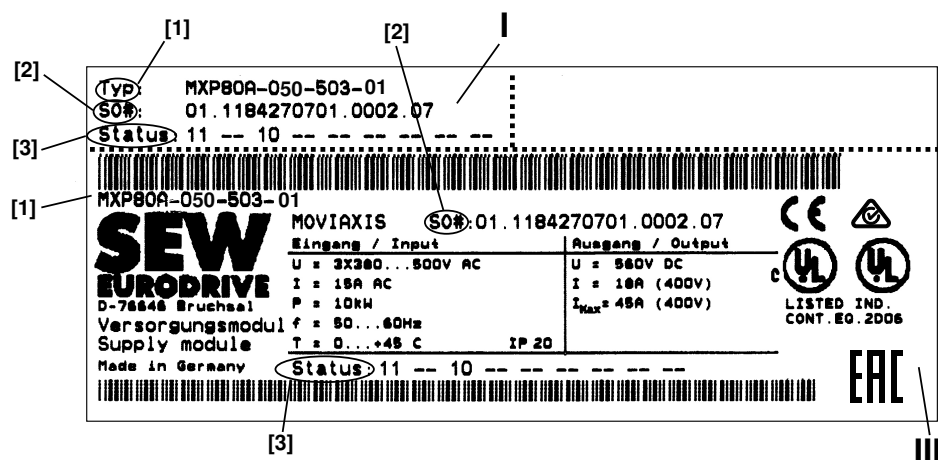 [1]
[2]
I
[2]
Typ: MXP80A-050-503-01
SO#: 01.1184270701.0002.07
[3]
Status: 11 -- 10 -- -- -- -- -- --
[2]
[1]
MXP80A-050-503-01
SEW
EURODRIVE
D-76646 Bruchsal
Versorgungsmodul
Supply module
Made in Germany
MOVIAXIS SO#:01.1184270701.0002.07
Eingang / Input
U = 3X380...500V AC
I = 15A AC
P = 10kW
f = 50...60Hz
T = 0...+45 C IP 20
Ausgang / Output
U = 560V DC
I = 18A (400V)
IMax= 45A (400V)
Status: 11 -- 10 -- -- -- -- -- --
CE
C UL UL
LISTED IND.
CONT.EQ.2D06
EAC
[3]
III